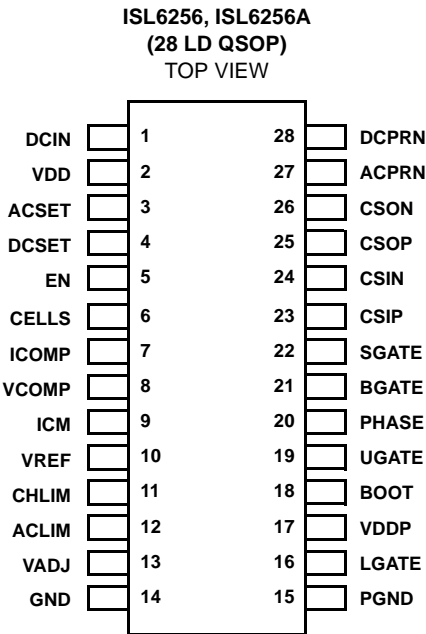 ISL6256, ISL6256A
(28 LD QSOP)
TOP VIEW
DCIN 1 28 DCPRN
VDD 2 27 ACPRN
ACSET 3 26 CSON
DCSET 4 25 CSOP
EN 5 24 CSIN
CELLS 6 23 CSIP
ICOMP 7 22 SGATE
VCOMP 8 21 BGATE
ICM 9 20 PHASE
VREF 10 19 UGATE
CHLIM 11 18 BOOT
ACLIM 12 17 VDDP
VADJ 13 16 LGATE
GND 14 15 PGND